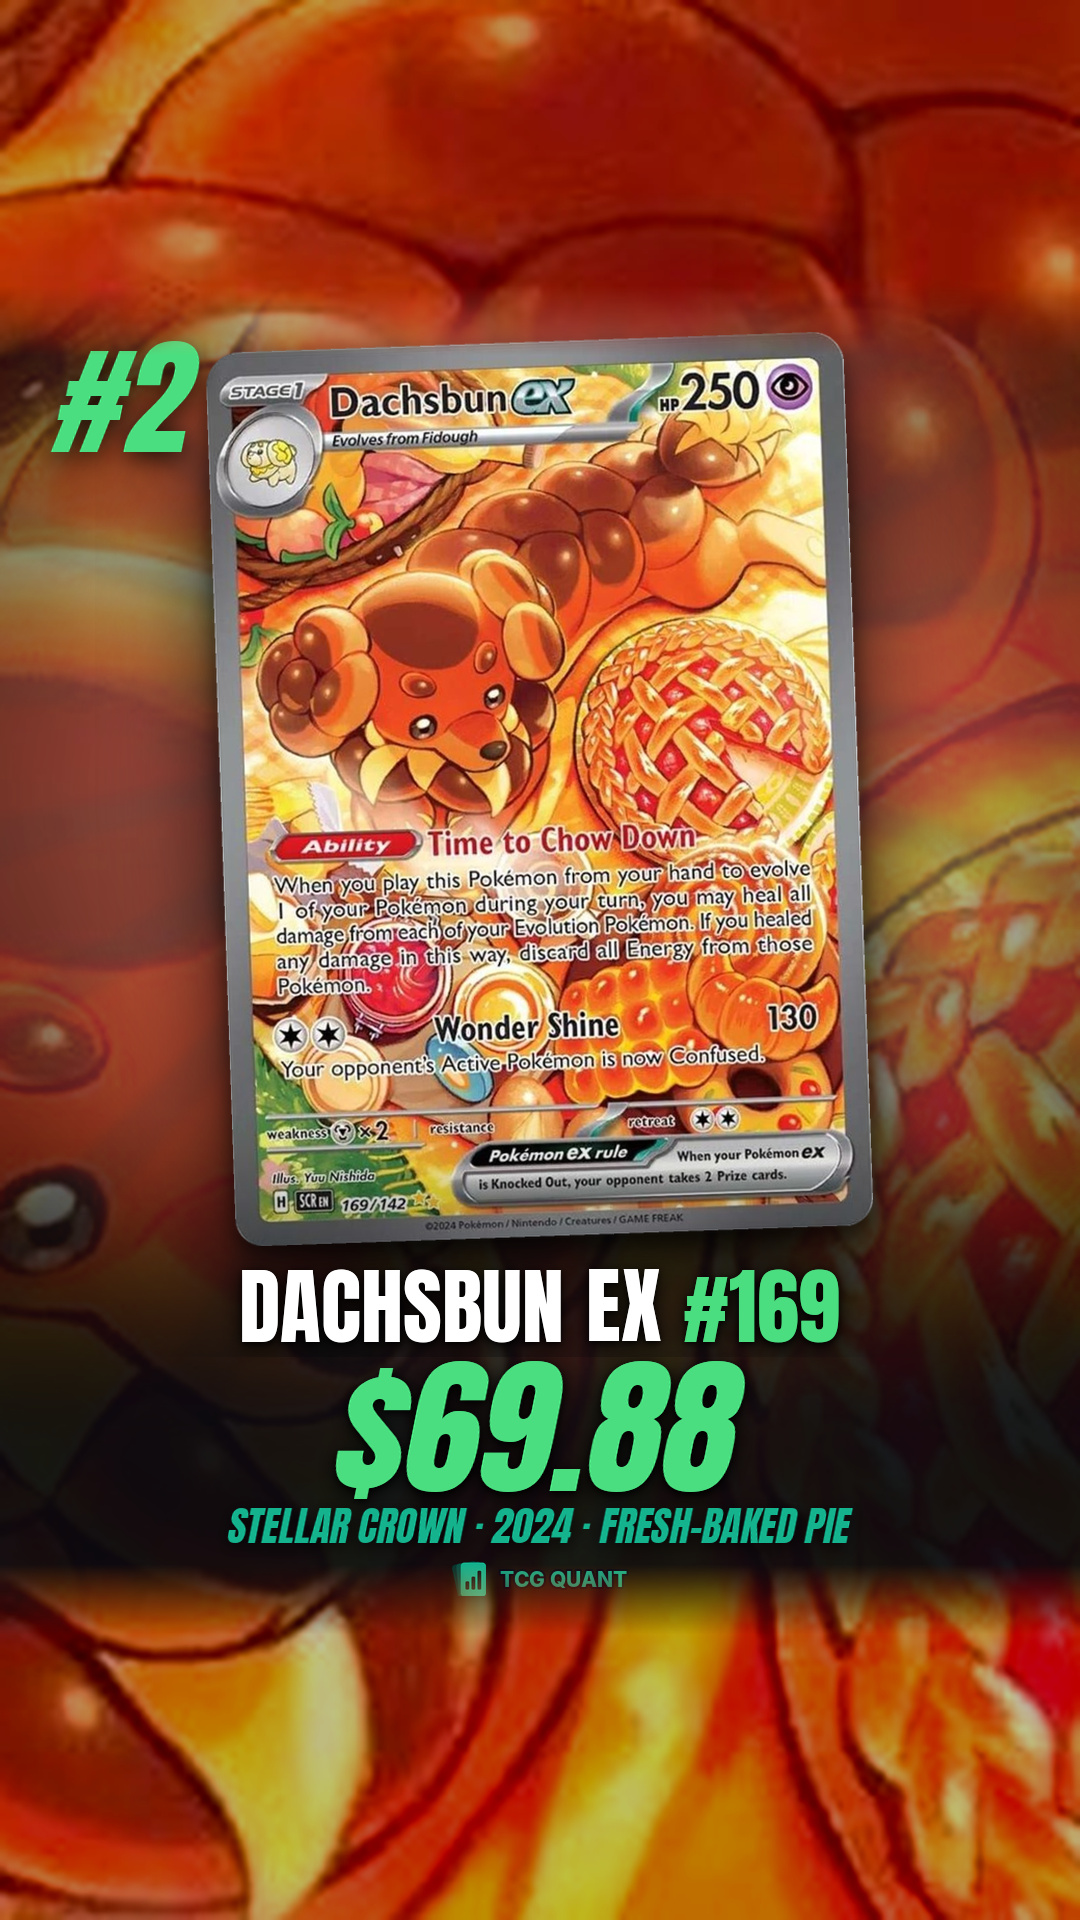 #2
STAGE1
Dachsbun ex
HP 250
Evolves from Fidough
Ability Time to Chow Down
When you play this Pokémon from your hand to evolve
1 of your Pokémon during your turn, you may heal all
damage from each of your Evolution Pokémon. If you healed
any damage in this way, discard all Energy from those
Pokémon.
Wonder Shine 130
Your opponent's Active Pokémon is now Confused.
weakness ×2 resistance retreat
Pokémon ex rule When your Pokémon ex
is Knocked Out, your opponent takes 2 Prize cards.
Illus. Yuu Nishida
H SCR EN 169/142
©2024 Pokémon / Nintendo / Creatures / GAME FREAK
DACHSBUN EX #169
$69.88
STELLAR CROWN · 2024 · FRESH-BAKED PIE
TCG QUANT